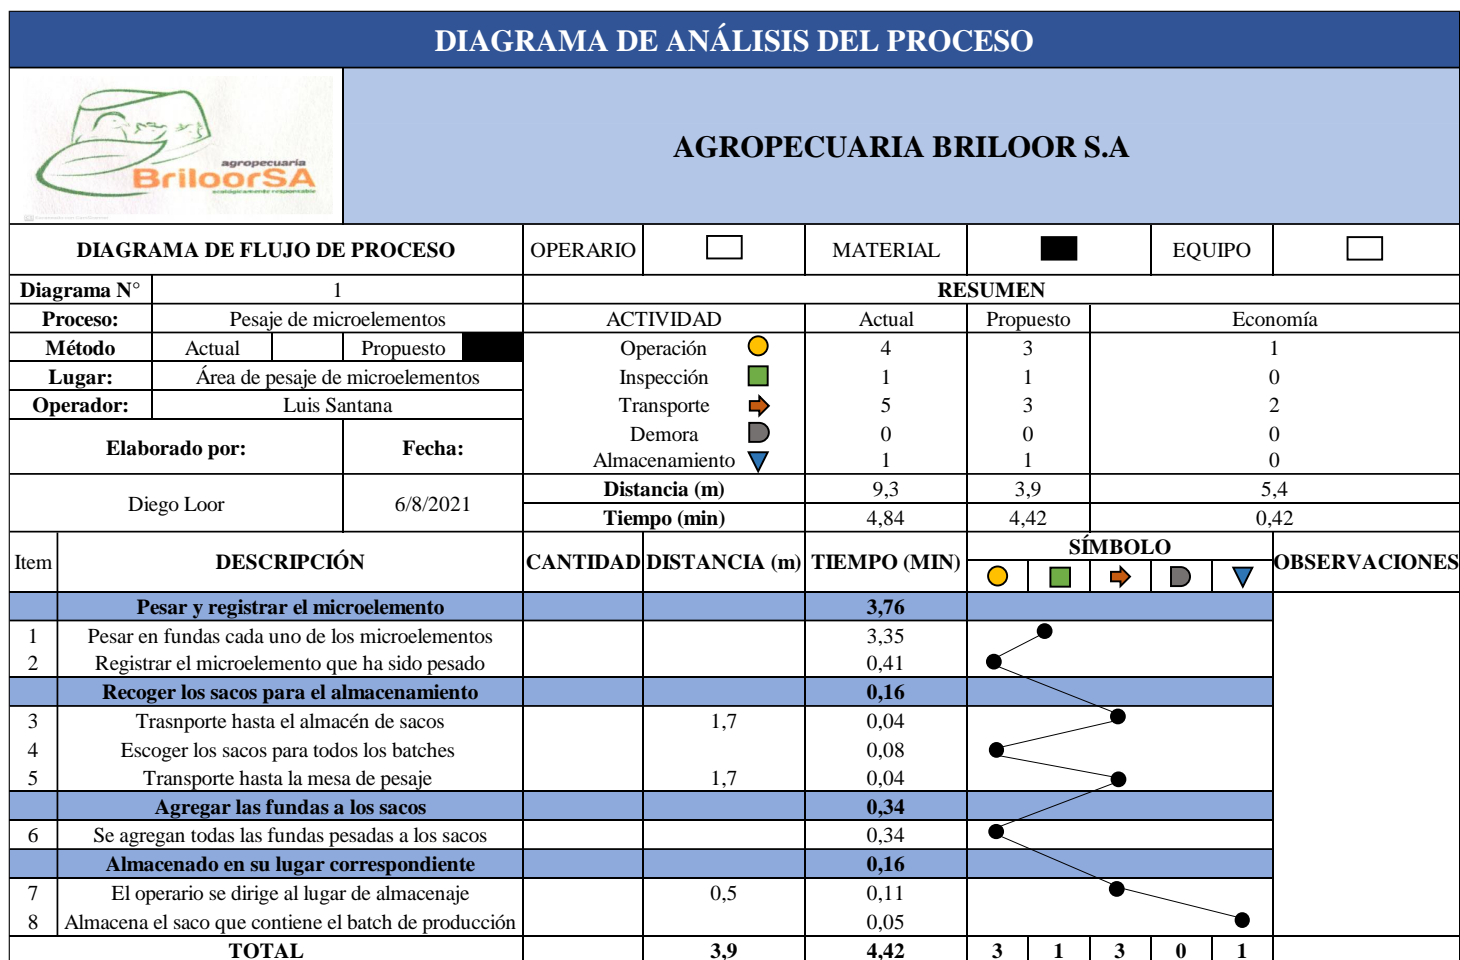 DIAGRAMA DE ANÁLISIS DEL PROCESO
agropecuaria
BriloorSA
ecológicamente responsable
AGROPECUARIA BRILOOR S.A
DIAGRAMA DE FLUJO DE PROCESO OPERARIO MATERIAL EQUIPO
Diagrama N° 1 RESUMEN
Proceso: Pesaje de microelementos ACTIVIDAD Actual Propuesto Economía
Método Actual Propuesto Operación 4 3 1
Lugar: Área de pesaje de microelementos Inspección 1 1 0
Operador: Luis Santana Transporte 5 3 2
Elaborado por: Fecha: Demora 0 0 0
Almacenamiento 1 1 0
Diego Loor 6/8/2021 Distancia (m) 9,3 3,9 5,4
Tiempo (min) 4,84 4,42 0,42
Item DESCRIPCIÓN CANTIDAD DISTANCIA (m) TIEMPO (MIN) SÍMBOLO OBSERVACIONES
Pesar y registrar el microelemento 3,76
1 Pesar en fundas cada uno de los microelementos 3,35
2 Registrar el microelemento que ha sido pesado 0,41
Recoger los sacos para el almacenamiento 0,16
3 Trasnporte hasta el almacén de sacos 1,7 0,04
4 Escoger los sacos para todos los batches 0,08
5 Transporte hasta la mesa de pesaje 1,7 0,04
Agregar las fundas a los sacos 0,34
6 Se agregan todas las fundas pesadas a los sacos 0,34
Almacenado en su lugar correspondiente 0,16
7 El operario se dirige al lugar de almacenaje 0,5 0,11
8 Almacena el saco que contiene el batch de producción 0,05
TOTAL 3,9 4,42 3 1 3 0 1